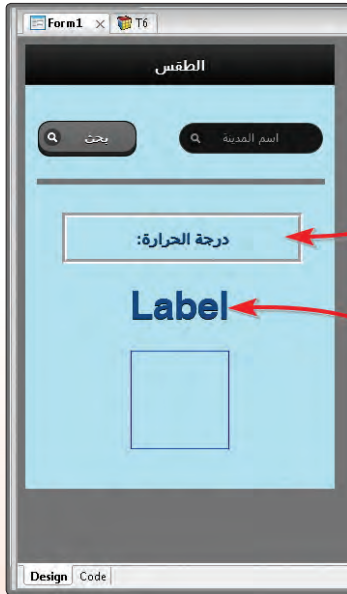 Form1 T6
الطقس
اسم المدينة بحث
درجة الحرارة:
Label
Design Code